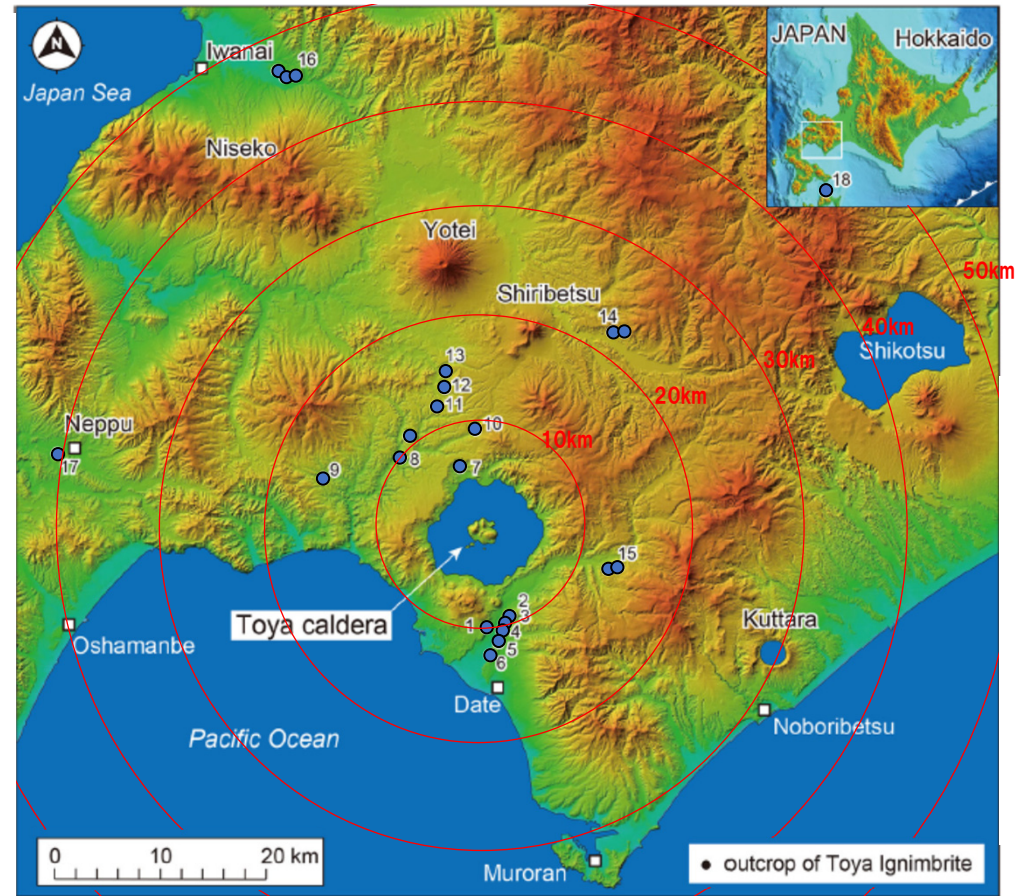 N
Iwanai
16
Japan Sea
JAPAN
Hokkaido
18
Niseko
Yotei
50km
Shiribetsu
14
40km
Shikotsu
30km
13
12
20km
11
Neppu
10
10km
17
8
7
9
15
2
Toya caldera
1
3
4
Kuttara
5
Oshamanbe
6
Date
Noboribetsu
Pacific Ocean
0 10 20 km
Muroran
outcrop of Toya Ignimbrite